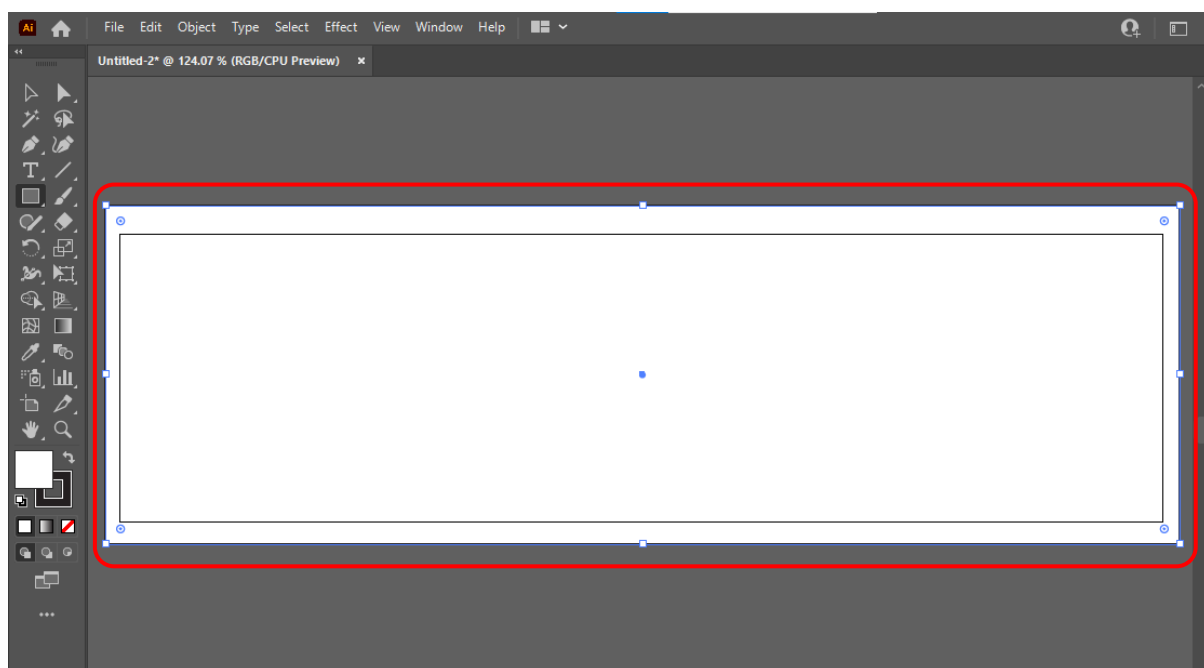 Ai File Edit Object Type Select Effect View Window Help
Untitled-2* @ 124.07 % (RGB/CPU Preview) ×
T